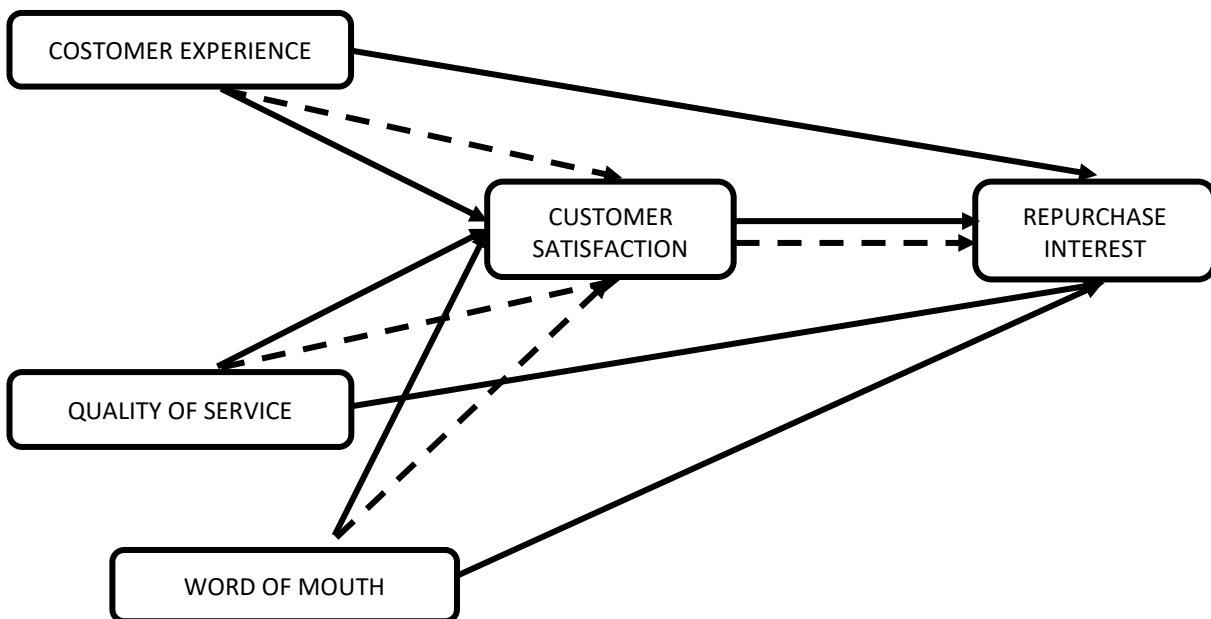 COSTOMER EXPERIENCE
CUSTOMER
SATISFACTION
REPURCHASE
INTEREST
QUALITY OF SERVICE
WORD OF MOUTH